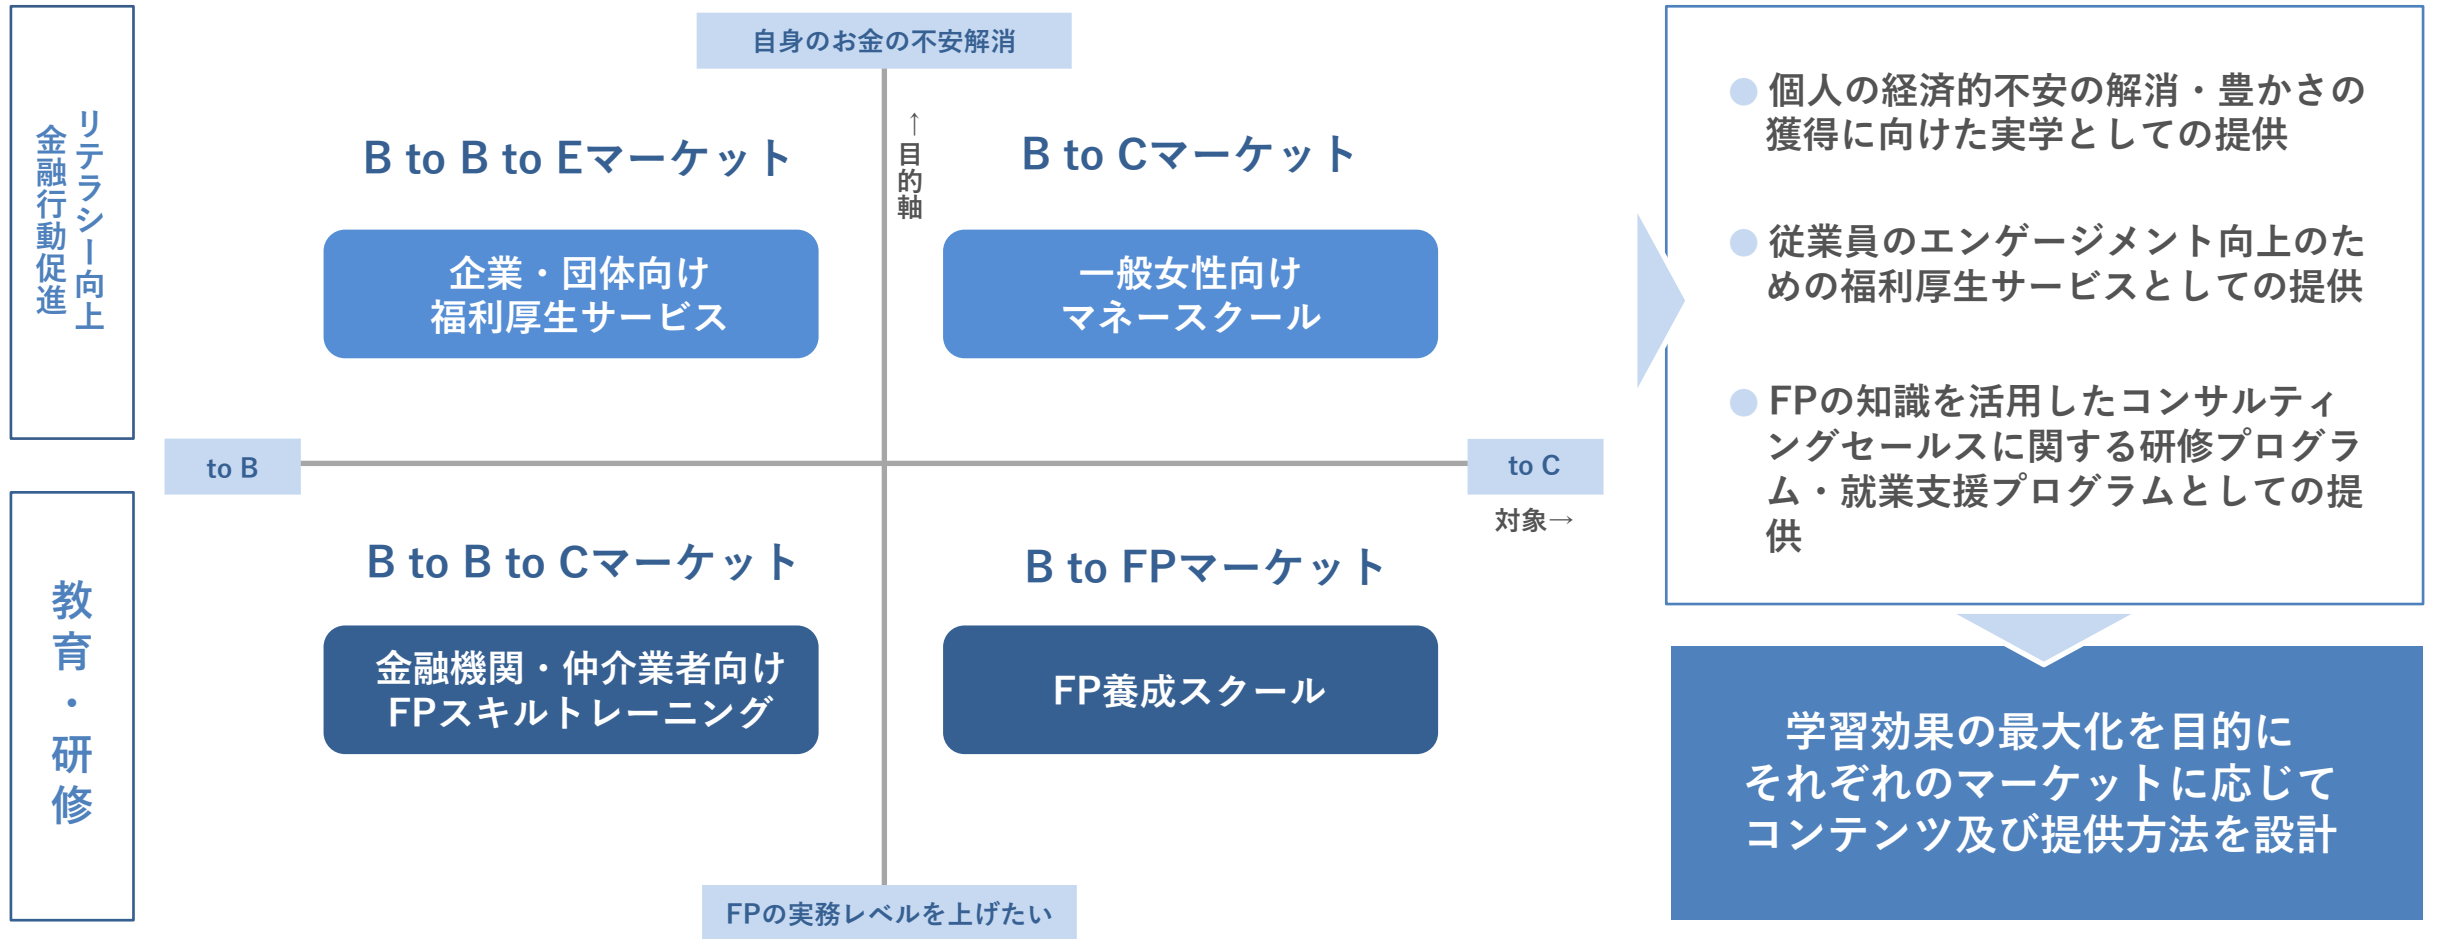 リテラシー向上
金融行動促進
教育・研修
自身のお金の不安解消
↑目的軸
B to B to Eマーケット
企業・団体向け
福利厚生サービス
B to Cマーケット
一般女性向け
マネースクール
to B
to C
対象→
B to B to Cマーケット
金融機関・仲介業者向け
FPスキルトレーニング
B to FPマーケット
FP養成スクール
FPの実務レベルを上げたい
個人の経済的不安の解消・豊かさの
獲得に向けた実学としての提供
従業員のエンゲージメント向上のた
めの福利厚生サービスとしての提供
FPの知識を活用したコンサルティ
ングセールスに関する研修プログラ
ム・就業支援プログラムとしての提
供
学習効果の最大化を目的に
それぞれのマーケットに応じて
コンテンツ及び提供方法を設計